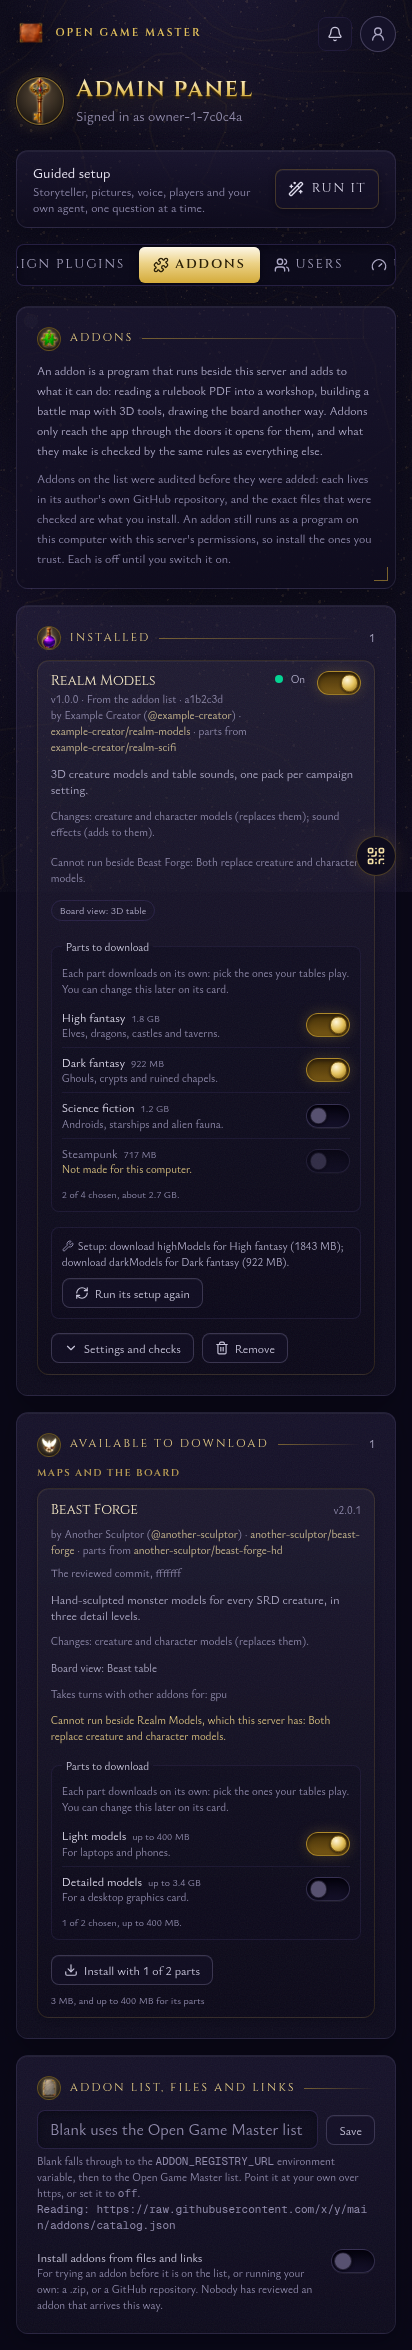 OPEN GAME MASTER
ADMIN PANEL
Signed in as owner-1-7c0c4a
Guided setup
Storyteller, pictures, voice, players and your
own agent, one question at a time.
RUN IT
IGN PLUGINS
ADDONS
USERS
ADDONS
An addon is a program that runs beside this server and adds to
what it can do: reading a rulebook PDF into a workshop, building a
battle map with 3D tools, drawing the board another way. Addons
only reach the app through the doors it opens for them, and what
they make is checked by the same rules as everything else.
Addons on the list were audited before they were added: each lives
in its author's own GitHub repository, and the exact files that were
checked are what you install. An addon still runs as a program on
this computer with this server's permissions, so install the ones you
trust. Each is off until you switch it on.
INSTALLED
1
REALM MODELS
On
v1.0.0 · From the addon list · a1b2c3d
by Example Creator (@example-creator) ·
example-creator/realm-models · parts from
example-creator/realm-scifi
3D creature models and table sounds, one pack per campaign
setting.
Changes: creature and character models (replaces them); sound
effects (adds to them).
Cannot run beside Beast Forge: Both replace creature and character
models.
Board view: 3D table
Parts to download
Each part downloads on its own: pick the ones your tables play.
You can change this later on its card.
High fantasy 1.8 GB
Elves, dragons, castles and taverns.
Dark fantasy 922 MB
Ghouls, crypts and ruined chapels.
Science fiction 1.2 GB
Androids, starships and alien fauna.
Steampunk 717 MB
Not made for this computer.
2 of 4 chosen, about 2.7 GB.
Setup: download highModels for High fantasy (1843 MB);
download darkModels for Dark fantasy (922 MB).
Run its setup again
Settings and checks
Remove
AVAILABLE TO DOWNLOAD
1
MAPS AND THE BOARD
BEAST FORGE
v2.0.1
by Another Sculptor (@another-sculptor) · another-sculptor/beast-
forge · parts from another-sculptor/beast-forge-hd
The reviewed commit, fffffff
Hand-sculpted monster models for every SRD creature, in
three detail levels.
Changes: creature and character models (replaces them).
Board view: Beast table
Takes turns with other addons for: gpu
Cannot run beside Realm Models, which this server has: Both
replace creature and character models.
Parts to download
Each part downloads on its own: pick the ones your tables play.
You can change this later on its card.
Light models up to 400 MB
For laptops and phones.
Detailed models up to 3.4 GB
For a desktop graphics card.
1 of 2 chosen, up to 400 MB.
Install with 1 of 2 parts
3 MB, and up to 400 MB for its parts
ADDON LIST, FILES AND LINKS
Blank uses the Open Game Master list
Save
Blank falls through to the ADDON_REGISTRY_URL environment
variable, then to the Open Game Master list. Point it at your own over
https, or set it to off.
Reading: https://raw.githubusercontent.com/x/y/mai
n/addons/catalog.json
Install addons from files and links
For trying an addon before it is on the list, or running your
own: a .zip, or a GitHub repository. Nobody has reviewed an
addon that arrives this way.